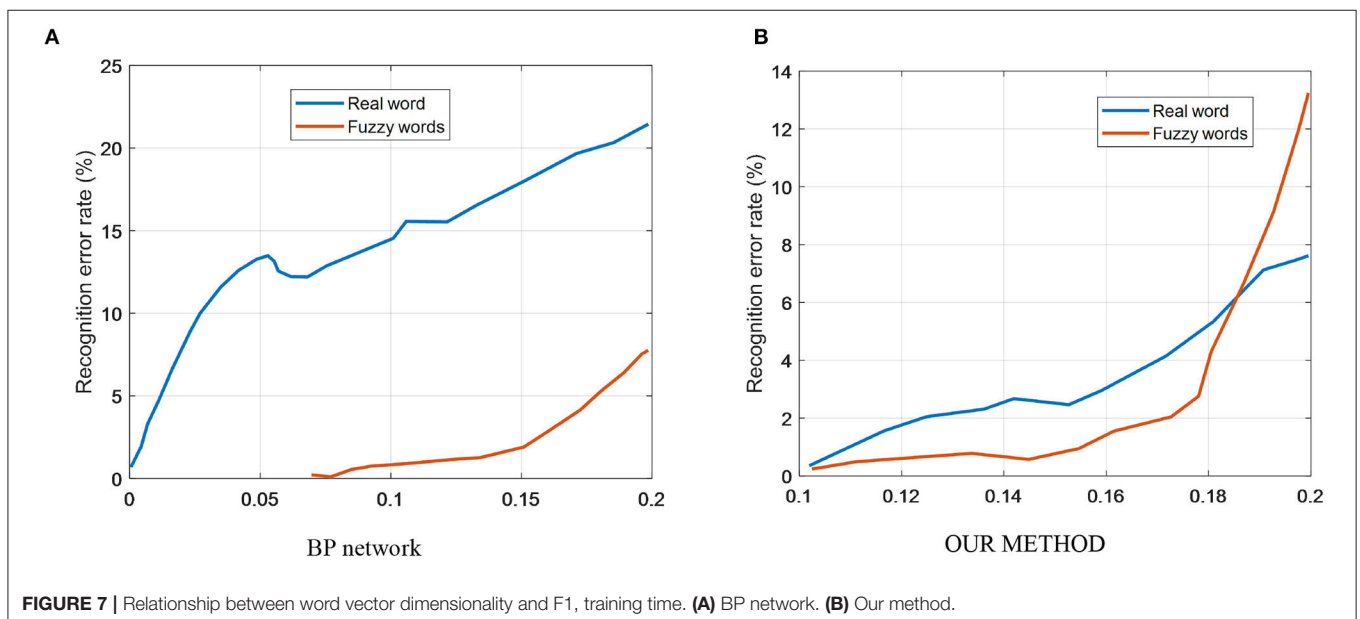 A
25
20
15
10
5
0
Recognition error rate (%)
Real word
Fuzzy words
0 0.05 0.1 0.15 0.2
BP network
B
14
12
10
8
6
4
2
0
Recognition error rate (%)
Real word
Fuzzy words
0.1 0.12 0.14 0.16 0.18 0.2
OUR METHOD
FIGURE 7 | Relationship between word vector dimensionality and F1, training time. (A) BP network. (B) Our method.